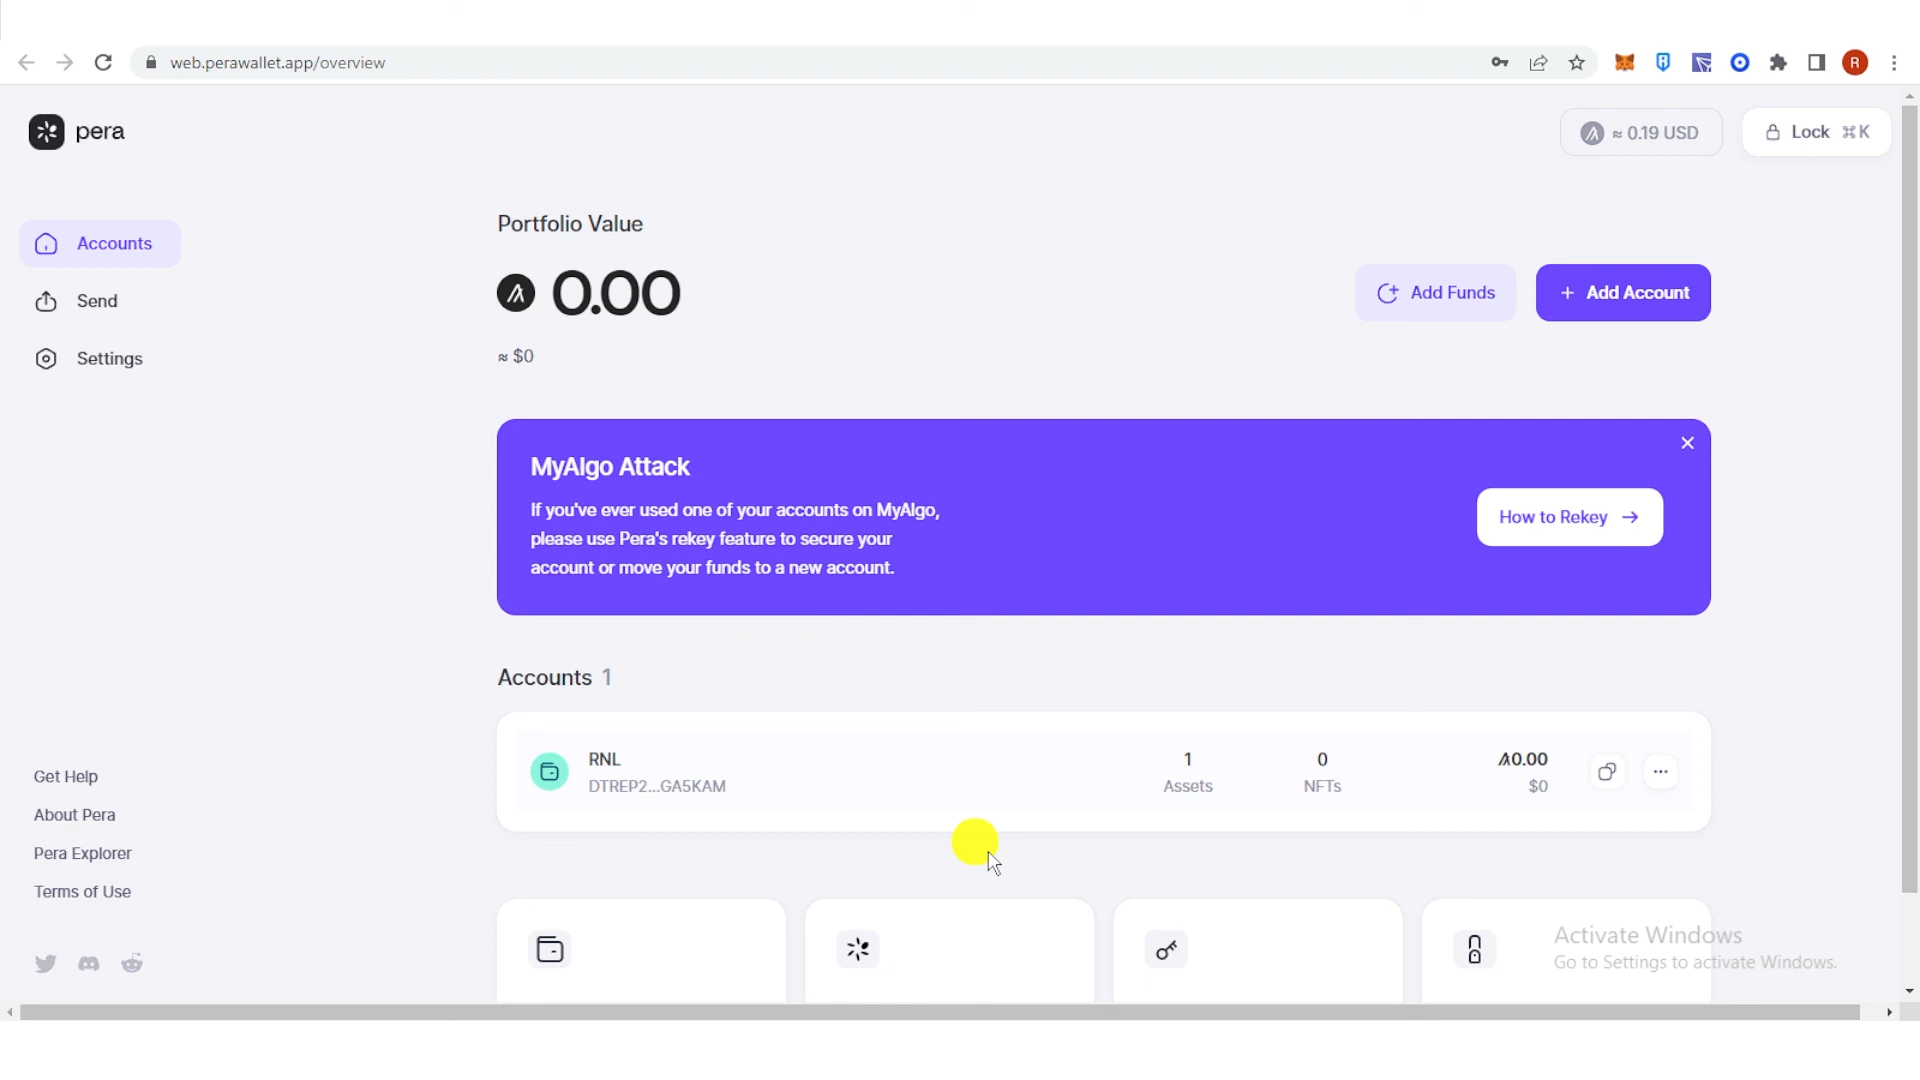 web.perawallet.app/overview
R
pera
≈ 0.19 USD
Lock ⌘K
Accounts
Send
Settings
Portfolio Value
0.00
≈ $0
Add Funds
+ Add Account
MyAlgo Attack
If you've ever used one of your accounts on MyAlgo,
please use Pera's rekey feature to secure your
account or move your funds to a new account.
How to Rekey →
Accounts 1
RNL
DTREP2...GA5KAM
1
Assets
0
NFTs
0.00
$0
Get Help
About Pera
Pera Explorer
Terms of Use
Activate Windows
Go to Settings to activate Windows.